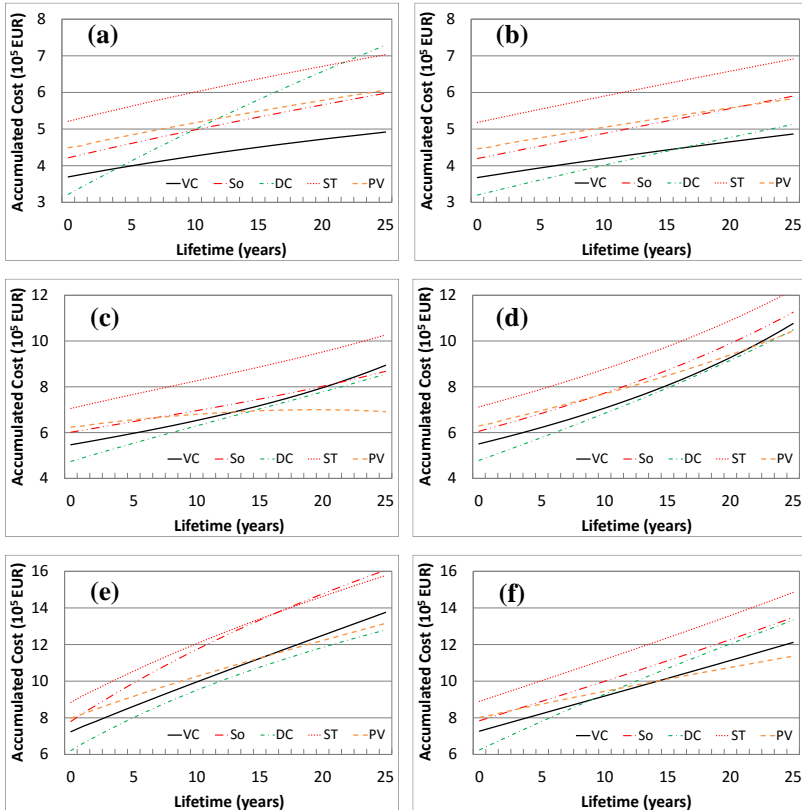 (a)
Accumulated Cost (10⁵ EUR)
8
7
6
5
4
3
VC So DC ST PV
0 5 10 15 20 25
Lifetime (years)
(b)
Accumulated Cost (10⁵ EUR)
8
7
6
5
4
3
VC So DC ST PV
0 5 10 15 20 25
Lifetime (years)
(c)
Accumulated Cost (10⁵ EUR)
12
10
8
6
4
VC So DC ST PV
0 5 10 15 20 25
Lifetime (years)
(d)
Accumulated Cost (10⁵ EUR)
12
10
8
6
4
VC So DC ST PV
0 5 10 15 20 25
Lifetime (years)
(e)
Accumulated Cost (10⁵ EUR)
16
14
12
10
8
6
VC So DC ST PV
0 5 10 15 20 25
Lifetime (years)
(f)
Accumulated Cost (10⁵ EUR)
16
14
12
10
8
6
VC So DC ST PV
0 5 10 15 20 25
Lifetime (years)